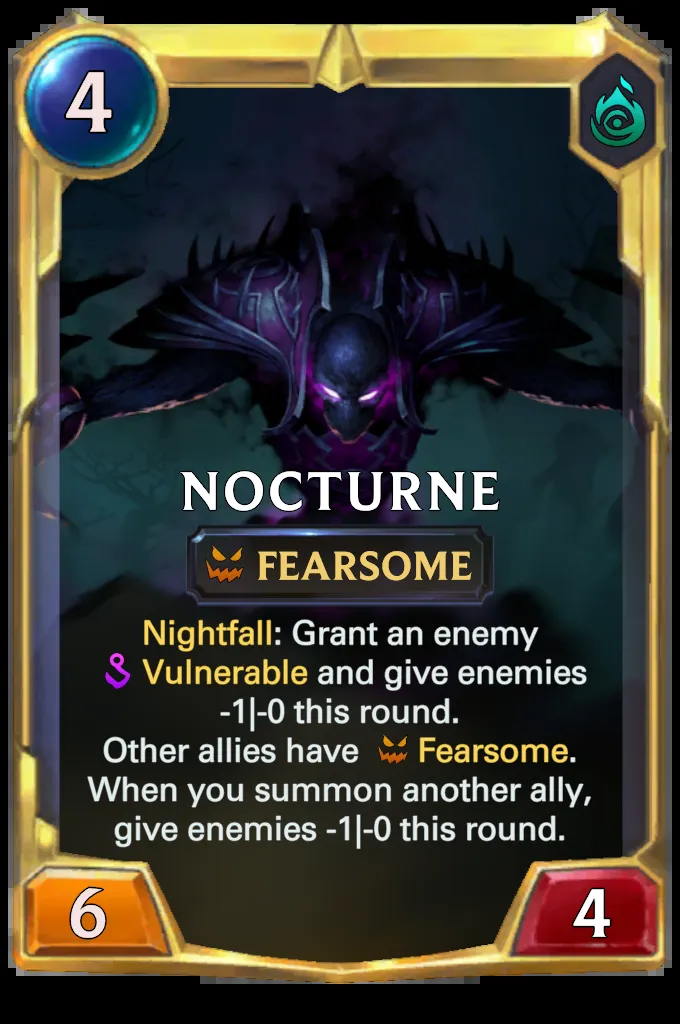 4
NOCTURNE
FEARSOME
Nightfall: Grant an enemy
Vulnerable and give enemies
-1|-0 this round.
Other allies have Fearsome.
When you summon another ally,
give enemies -1|-0 this round.
6
4